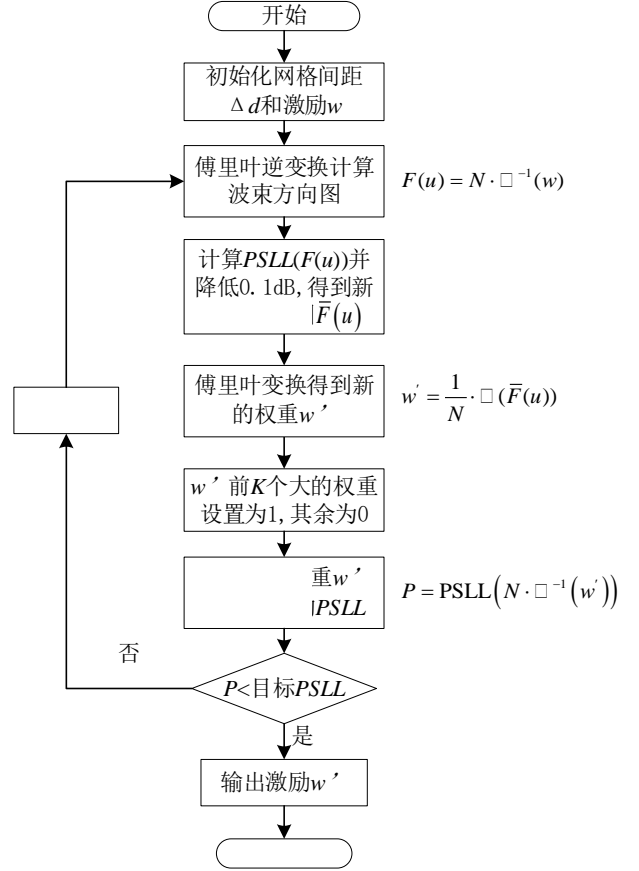 开始
初始化网格间距
Δd和激励w
傅里叶逆变换计算
波束方向图
F(u) = N · □⁻¹(w)
计算PSLL(F(u))并
降低0.1dB,得到新
|F̅(u)
傅里叶变换得到新
的权重w’
w' = 1/N · □ (F̅(u))
w’前K个大的权重
设置为1,其余为0
重w’
|PSLL
P = PSLL(N · □⁻¹(w'))
否
P<目标PSLL
是
输出激励w’